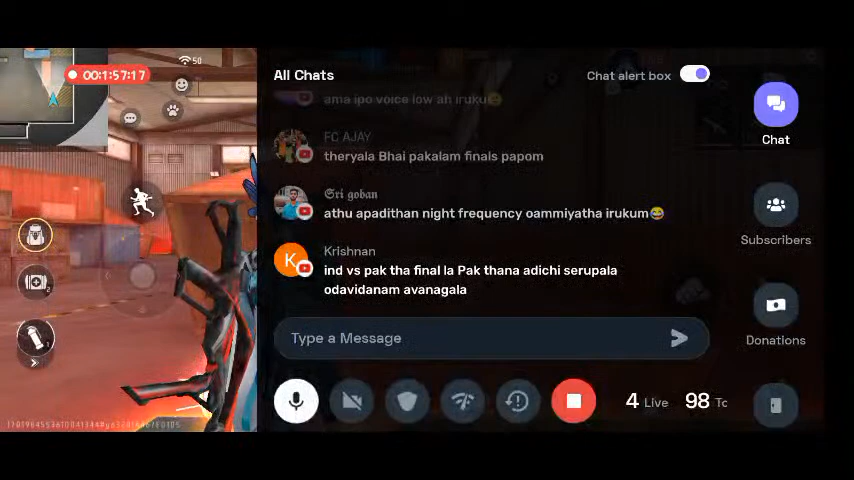 50
00:1:57:17
All Chats
Chat alert box
ama ipo voice low ah iruku😂
Chat
FC AJAY
theryala Bhai pakalam finals papom
𝔖𝔯𝔦 𝔤𝔬𝔟𝔞𝔫
athu apadithan night frequency oammiyatha irukum😂
Subscribers
K
Krishnan
ind vs pak tha final la Pak thana adichi serupala
odavidanam avanagala
Type a Message
Donations
4 Live
98 Tc